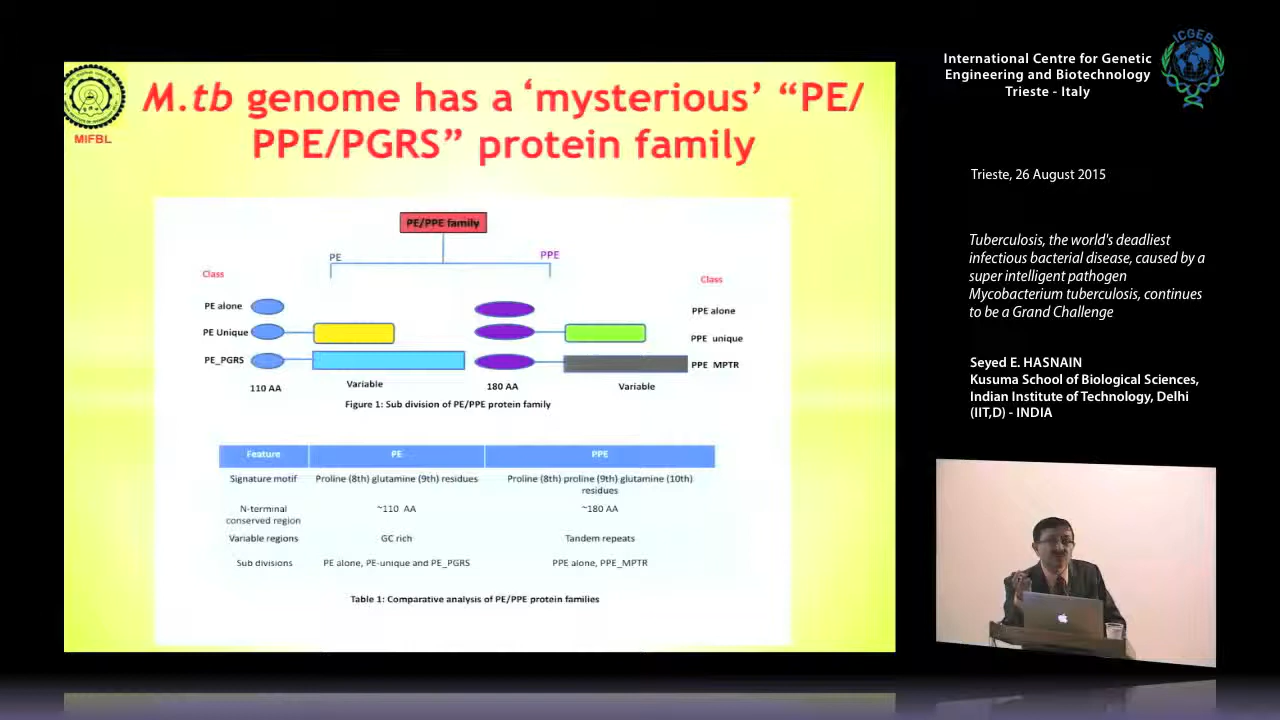 M.tb genome has a ‘mysterious’ “PE/
PPE/PGRS” protein family
MIFBL
PE/PPE family
PE
PPE
Class
Class
PE alone
PPE alone
PE Unique
PPE unique
PE_PGRS
PPE MPTR
110 AA
Variable
180 AA
Variable
Figure 1: Sub division of PE/PPE protein family
Feature PE PPE
Signature motif Proline (8th) glutamine (9th) residues Proline (8th) proline (9th) glutamine (10th)
residues
N-terminal ~110 AA ~180 AA
conserved region
Variable regions GC rich Tandem repeats
Sub divisions PE alone, PE-unique and PE_PGRS PPE alone, PPE_MPTR
Table 1: Comparative analysis of PE/PPE protein families
International Centre for Genetic
Engineering and Biotechnology
Trieste - Italy
ICGEB
Trieste, 26 August 2015
Tuberculosis, the world's deadliest
infectious bacterial disease, caused by a
super intelligent pathogen
Mycobacterium tuberculosis, continues
to be a Grand Challenge
Seyed E. HASNAIN
Kusuma School of Biological Sciences,
Indian Institute of Technology, Delhi
(IIT,D) - INDIA